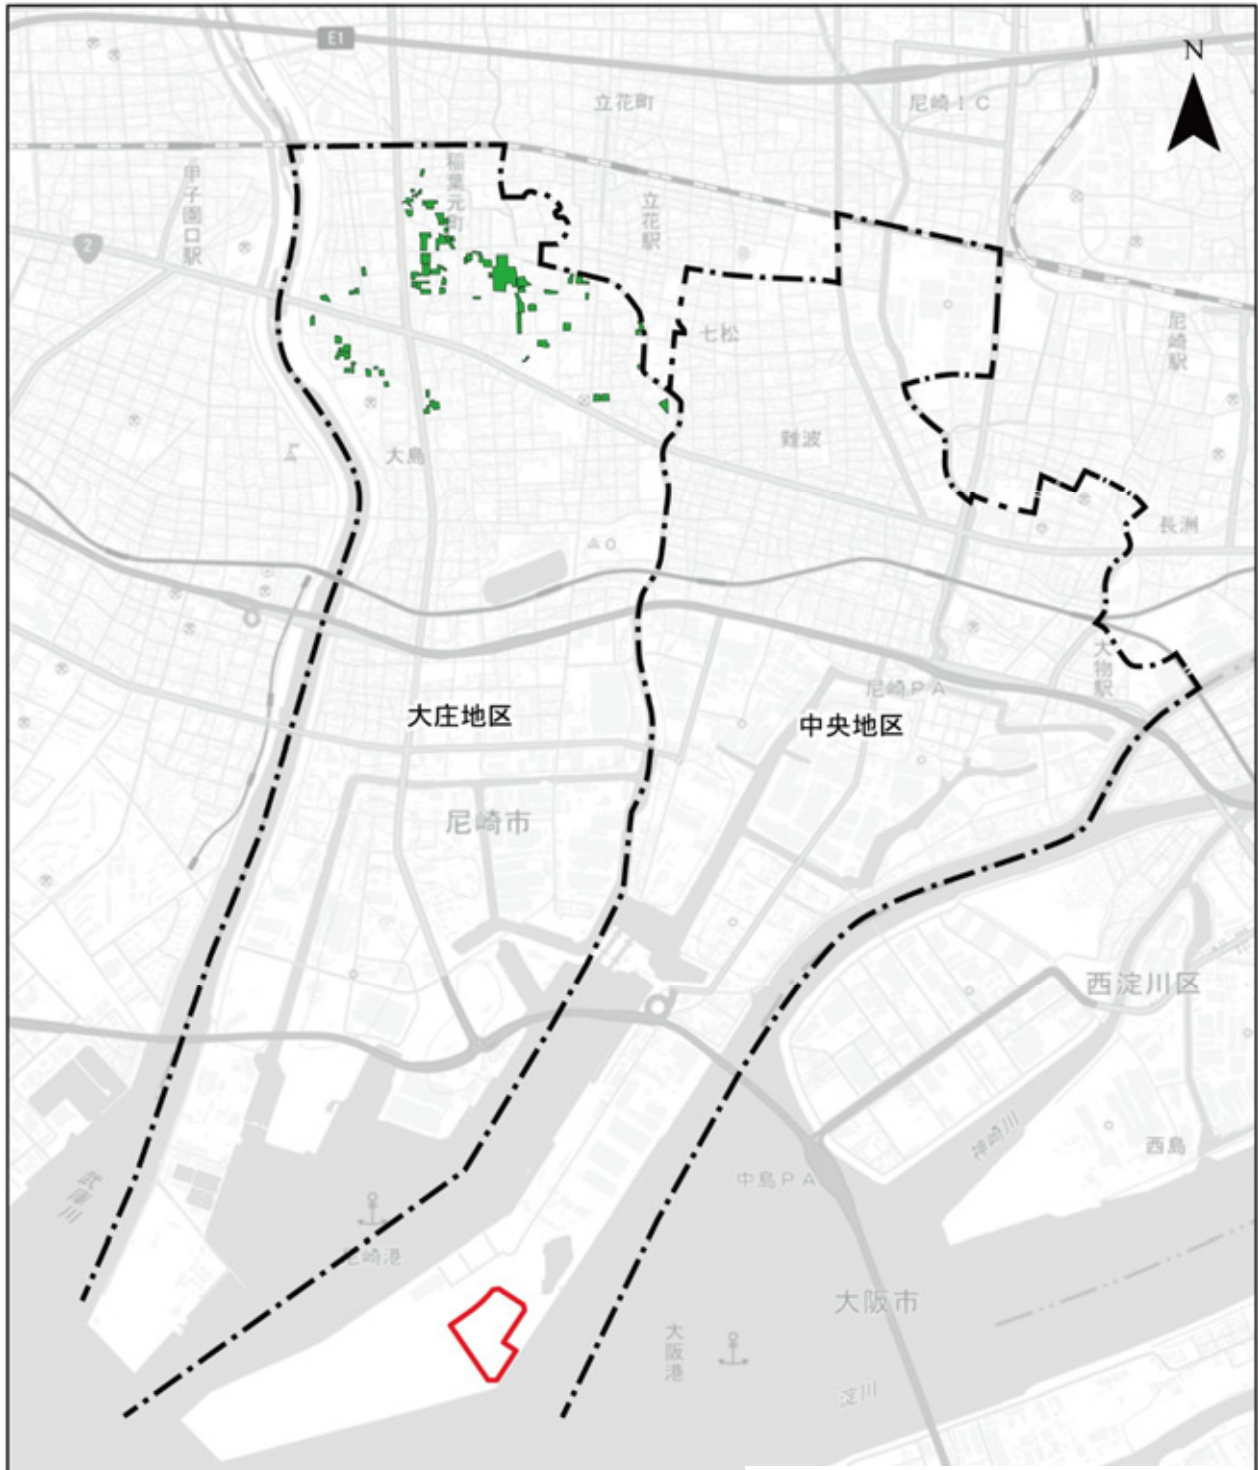 E1
N
立花町
尼崎IC
稲葉元町
甲子園口駅
立花駅
2
七松
尼崎駅
難波
大島
長洲
大物駅
尼崎PA
大庄地区
中央地区
尼崎市
西淀川区
神崎川
西島
武庫川
中島PA
尼崎港
大阪市
大阪港
淀川